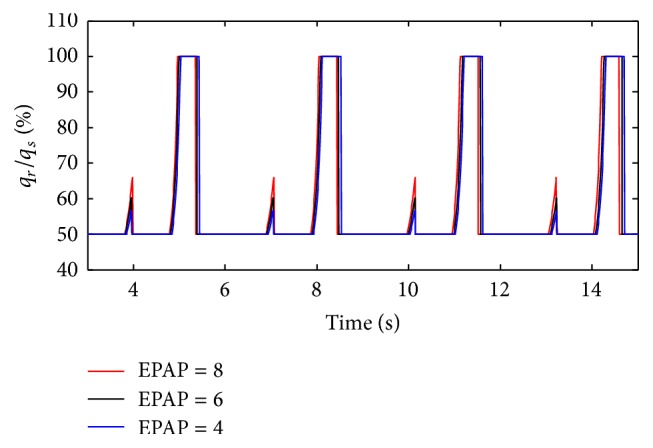 110
100
90
80
70
60
50
40
q_r/q_s (%)
4 6 8 10 12 14
Time (s)
EPAP = 8
EPAP = 6
EPAP = 4